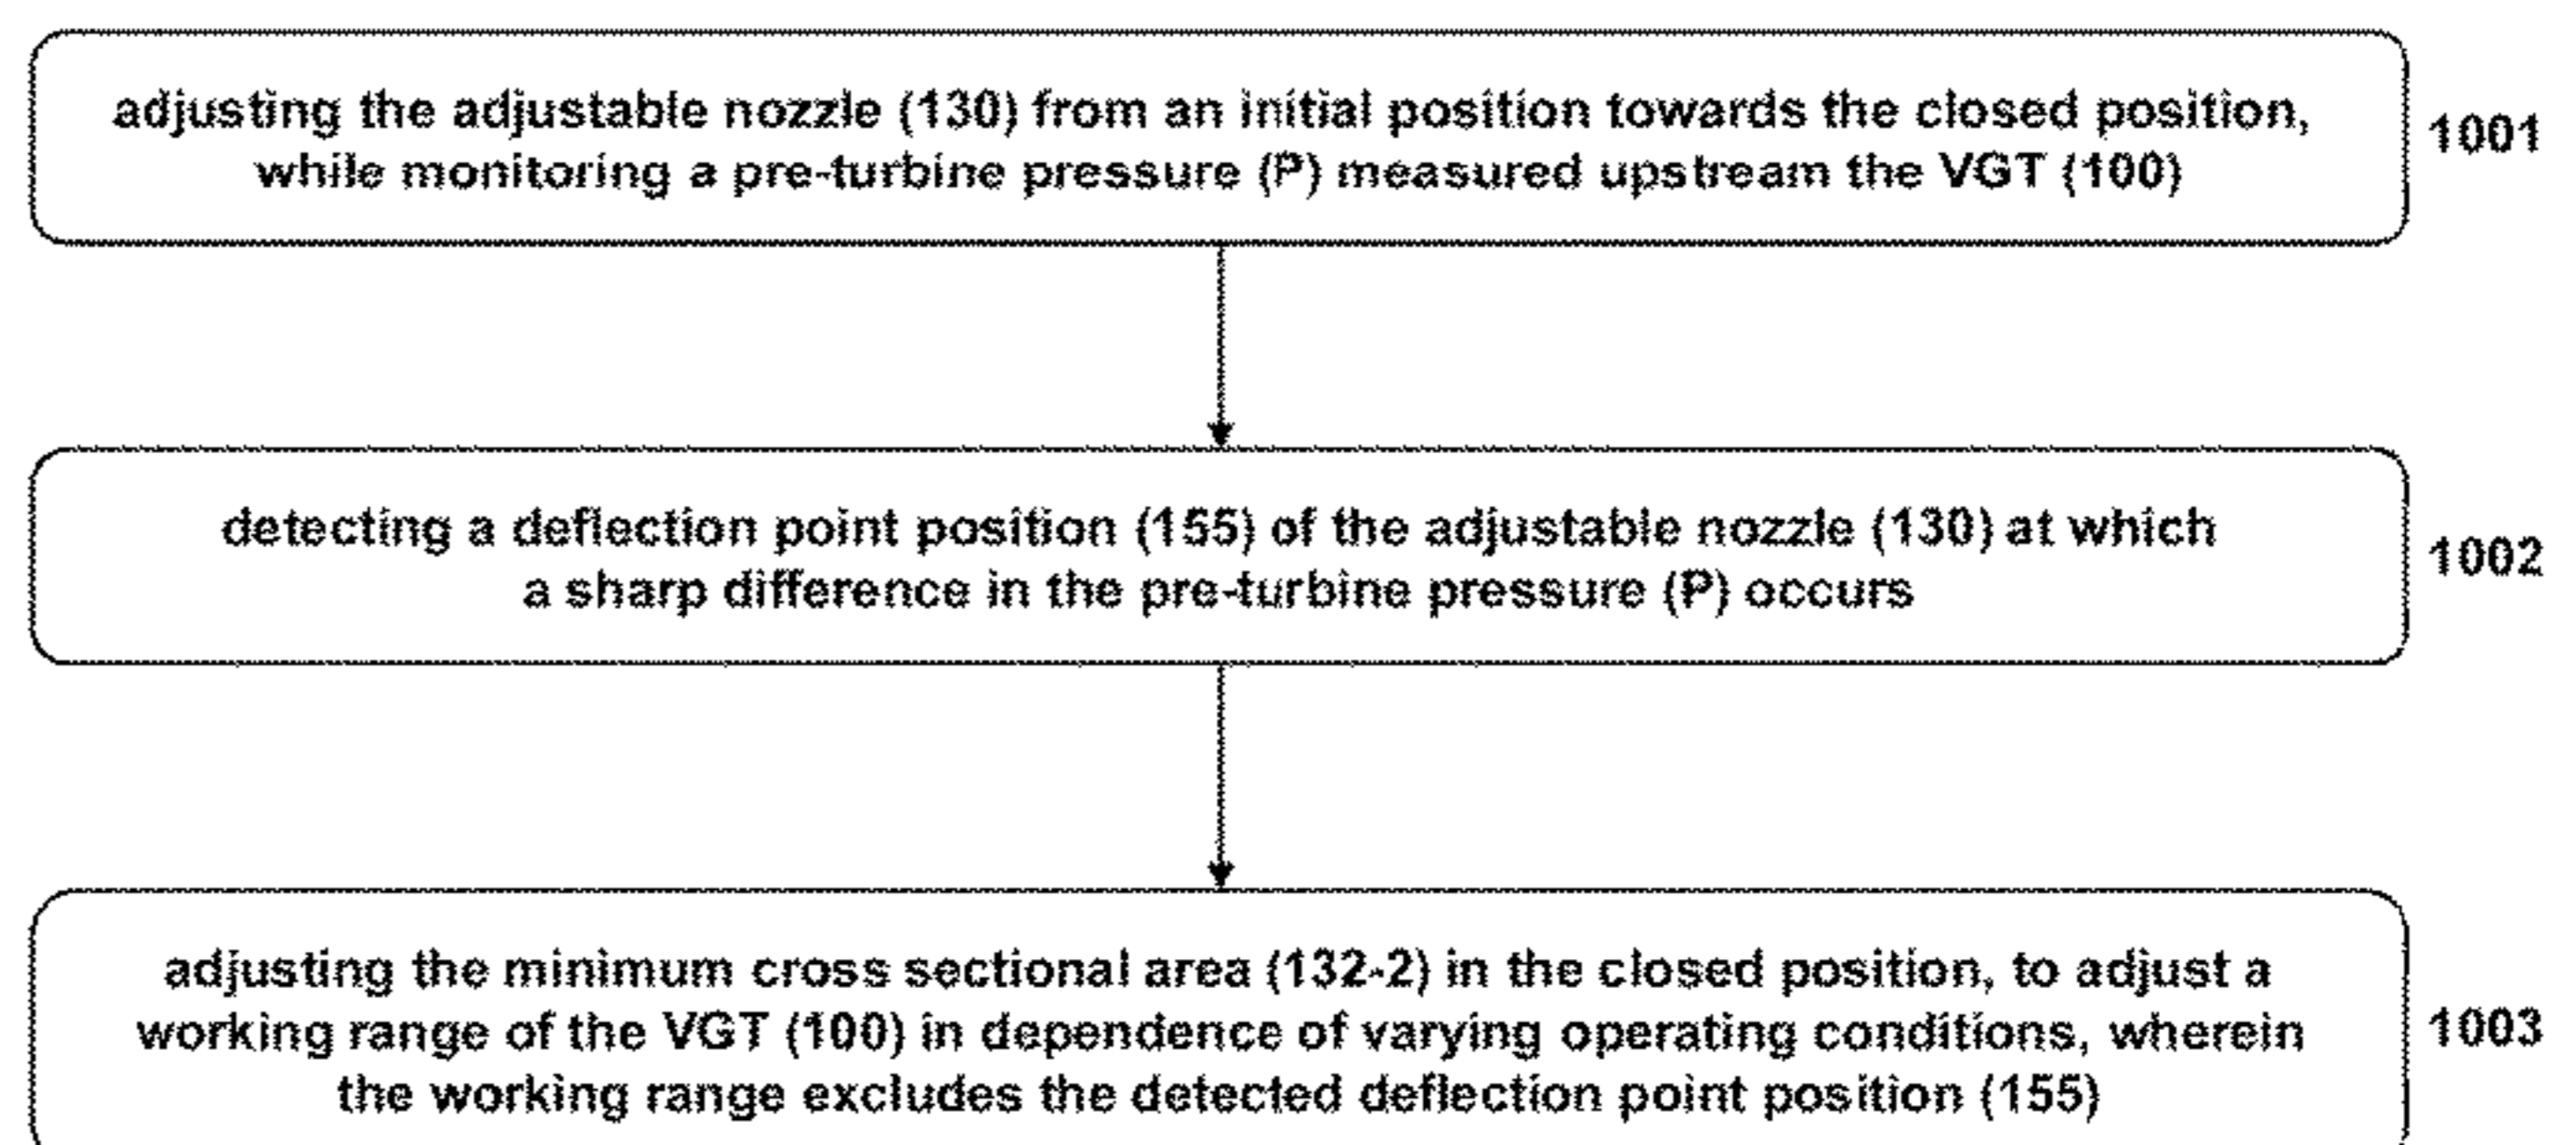 adjusting the adjustable nozzle (130) from an initial position towards the closed position,
while monitoring a pre-turbine pressure (P) measured upstream the VGT (100)
1001
detecting a deflection point position (155) of the adjustable nozzle (130) at which
a sharp difference in the pre-turbine pressure (P) occurs
1002
adjusting the minimum cross sectional area (132-2) in the closed position, to adjust a
working range of the VGT (100) in dependence of varying operating conditions, wherein
the working range excludes the detected deflection point position (155)
1003